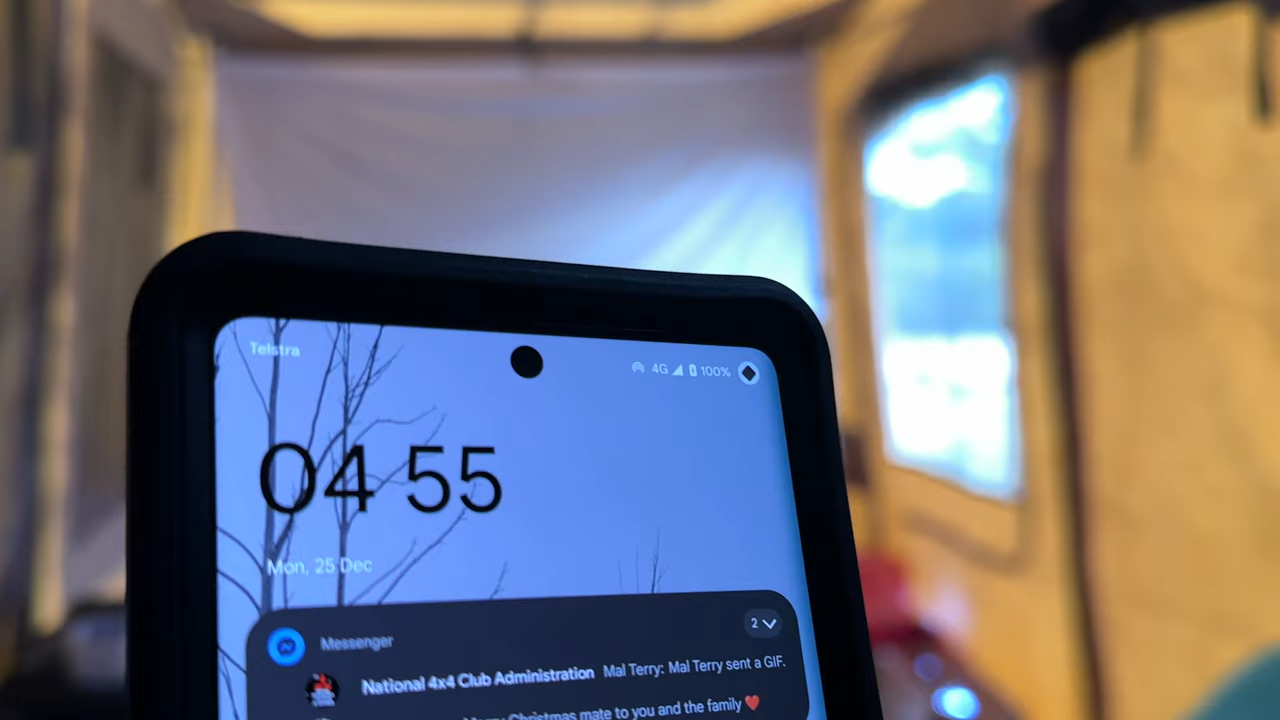 Telstra
4G 100%
04 55
Mon, 25 Dec
Messenger
2
National 4x4 Club Administration Mal Terry: Mal Terry sent a GIF.
Merry Christmas mate to you and the family ❤️